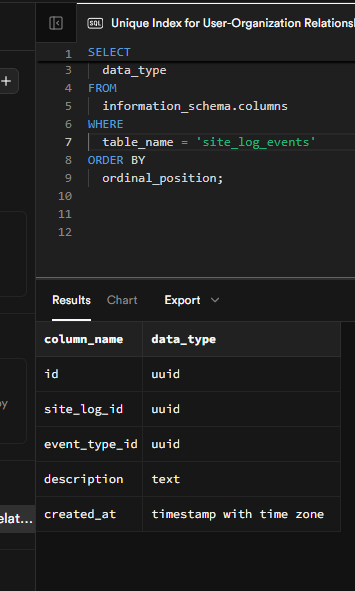 SQL Unique Index for User-Organization Relations
1 SELECT
3 data_type
4 FROM
5 information_schema.columns
6 WHERE
7 table_name = 'site_log_events'
8 ORDER BY
9 ordinal_position;
10
11
12
Results Chart Export
column_name data_type
id uuid
site_log_id uuid
event_type_id uuid
description text
elat...
created_at timestamp with time zone